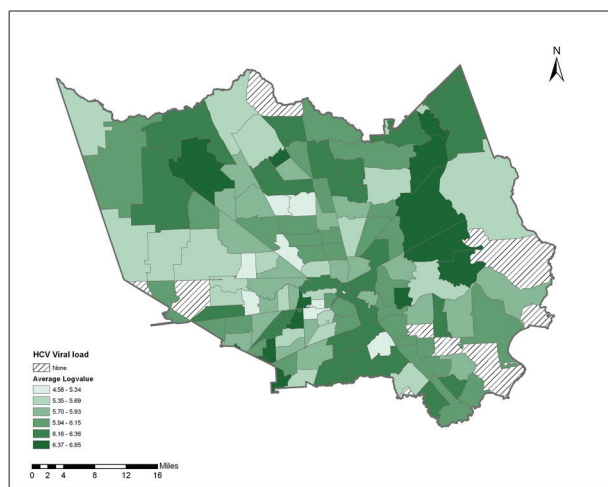 N
HCV Viral load
None
Average Logvalue
4.58 - 5.34
5.35 - 5.69
5.70 - 5.93
5.94 - 6.15
6.16 - 6.36
6.37 - 6.95
Miles
0 2 4 8 12 16